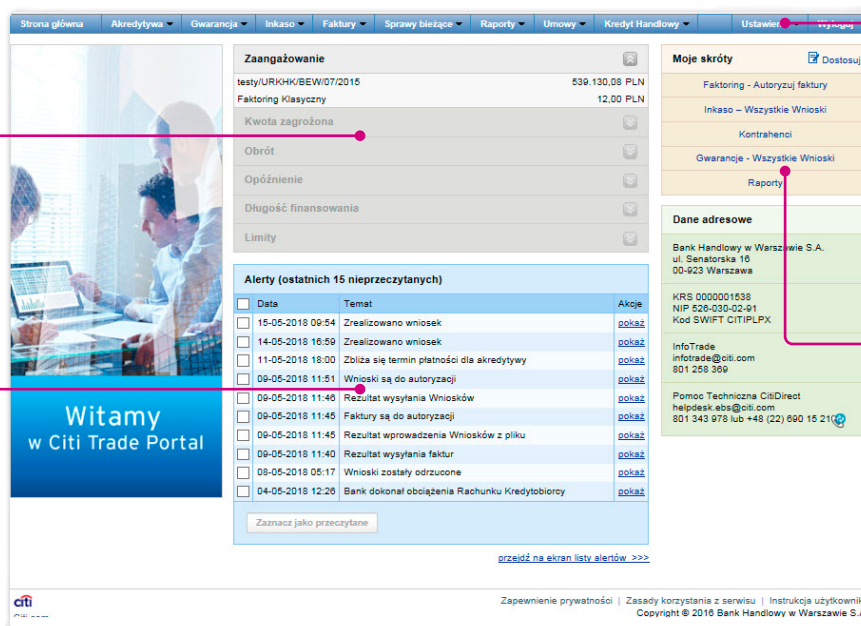 Strona główna Akredytywa Gwarancja Inkaso Faktury Sprawy bieżące Raporty Umowy Kredyt Handlowy
Witamy
w Citi Trade Portal
Zaangażowanie
testy/URKHK/BEW/07/2015 539.130,08 PLN
Faktoring Klasyczny 12,00 PLN
Kwota zagrożona
Obrót
Opóźnienie
Długość finansowania
Limity
Alerty (ostatnich 15 nieprzeczytanych)
Data Temat Akcje
15-05-2018 09:54 Zrealizowano wniosek pokaż
14-05-2018 16:59 Zrealizowano wniosek pokaż
11-05-2018 18:00 Zbliża się termin płatności dla akredytywy pokaż
09-05-2018 11:51 Wnioski są do autoryzacji pokaż
09-05-2018 11:46 Rezultat wysyłania Wniosków pokaż
09-05-2018 11:45 Faktury są do autoryzacji pokaż
09-05-2018 11:45 Rezultat wprowadzenia Wniosków z pliku pokaż
09-05-2018 11:40 Rezultat wysyłania faktur pokaż
08-05-2018 05:17 Wnioski zostały odrzucone pokaż
04-05-2018 12:26 Bank dokonał obciążenia Rachunku Kredytobiorcy pokaż
Zaznacz jako przeczytane
przejdź na ekran listy alertów >>>
Moje skróty Dostosuj
Faktoring - Autoryzuj faktury
Inkaso – Wszystkie Wnioski
Kontrahenci
Gwarancje - Wszystkie Wnioski
Raporty
Dane adresowe
Bank Handlowy w Warszawie S.A.
ul. Senatorska 16
00-923 Warszawa
KRS 0000001538
NIP 526-030-02-91
Kod SWIFT CITIPLPX
InfoTrade
infotrade@citi.com
801 258 369
Pomoc Techniczna CitiDirect
helpdesk.ebs@citi.com
801 343 978 lub +48 (22) 690 15 21
citi
Zapewnienie prywatności | Zasady korzystania z serwisu | Instrukcja użytkownik
Copyright © 2016 Bank Handlowy w Warszawie S.A